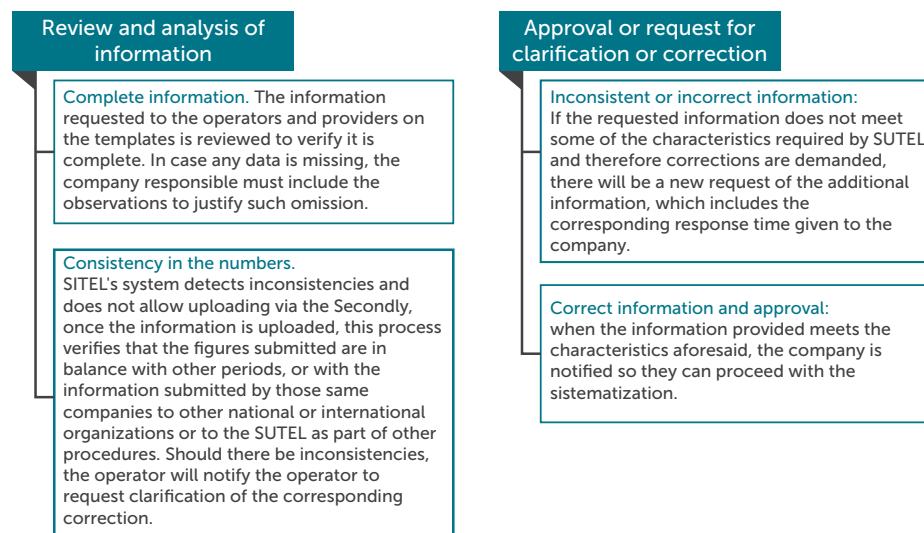 Review and analysis of
information
Complete information. The information
requested to the operators and providers on
the templates is reviewed to verify it is
complete. In case any data is missing, the
company responsible must include the
observations to justify such omission.
Consistency in the numbers.
SITEL's system detects inconsistencies and
does not allow uploading via the Secondly,
once the information is uploaded, this process
verifies that the figures submitted are in
balance with other periods, or with the
information submitted by those same
companies to other national or international
organizations or to the SUTEL as part of other
procedures. Should there be inconsistencies,
the operator will notify the operator to
request clarification of the corresponding
correction.
Approval or request for
clarification or correction
Inconsistent or incorrect information:
If the requested information does not meet
some of the characteristics required by SUTEL
and therefore corrections are demanded,
there will be a new request of the additional
information, which includes the
corresponding response time given to the
company.
Correct information and approval:
when the information provided meets the
characteristics aforesaid, the company is
notified so they can proceed with the
sistematization.